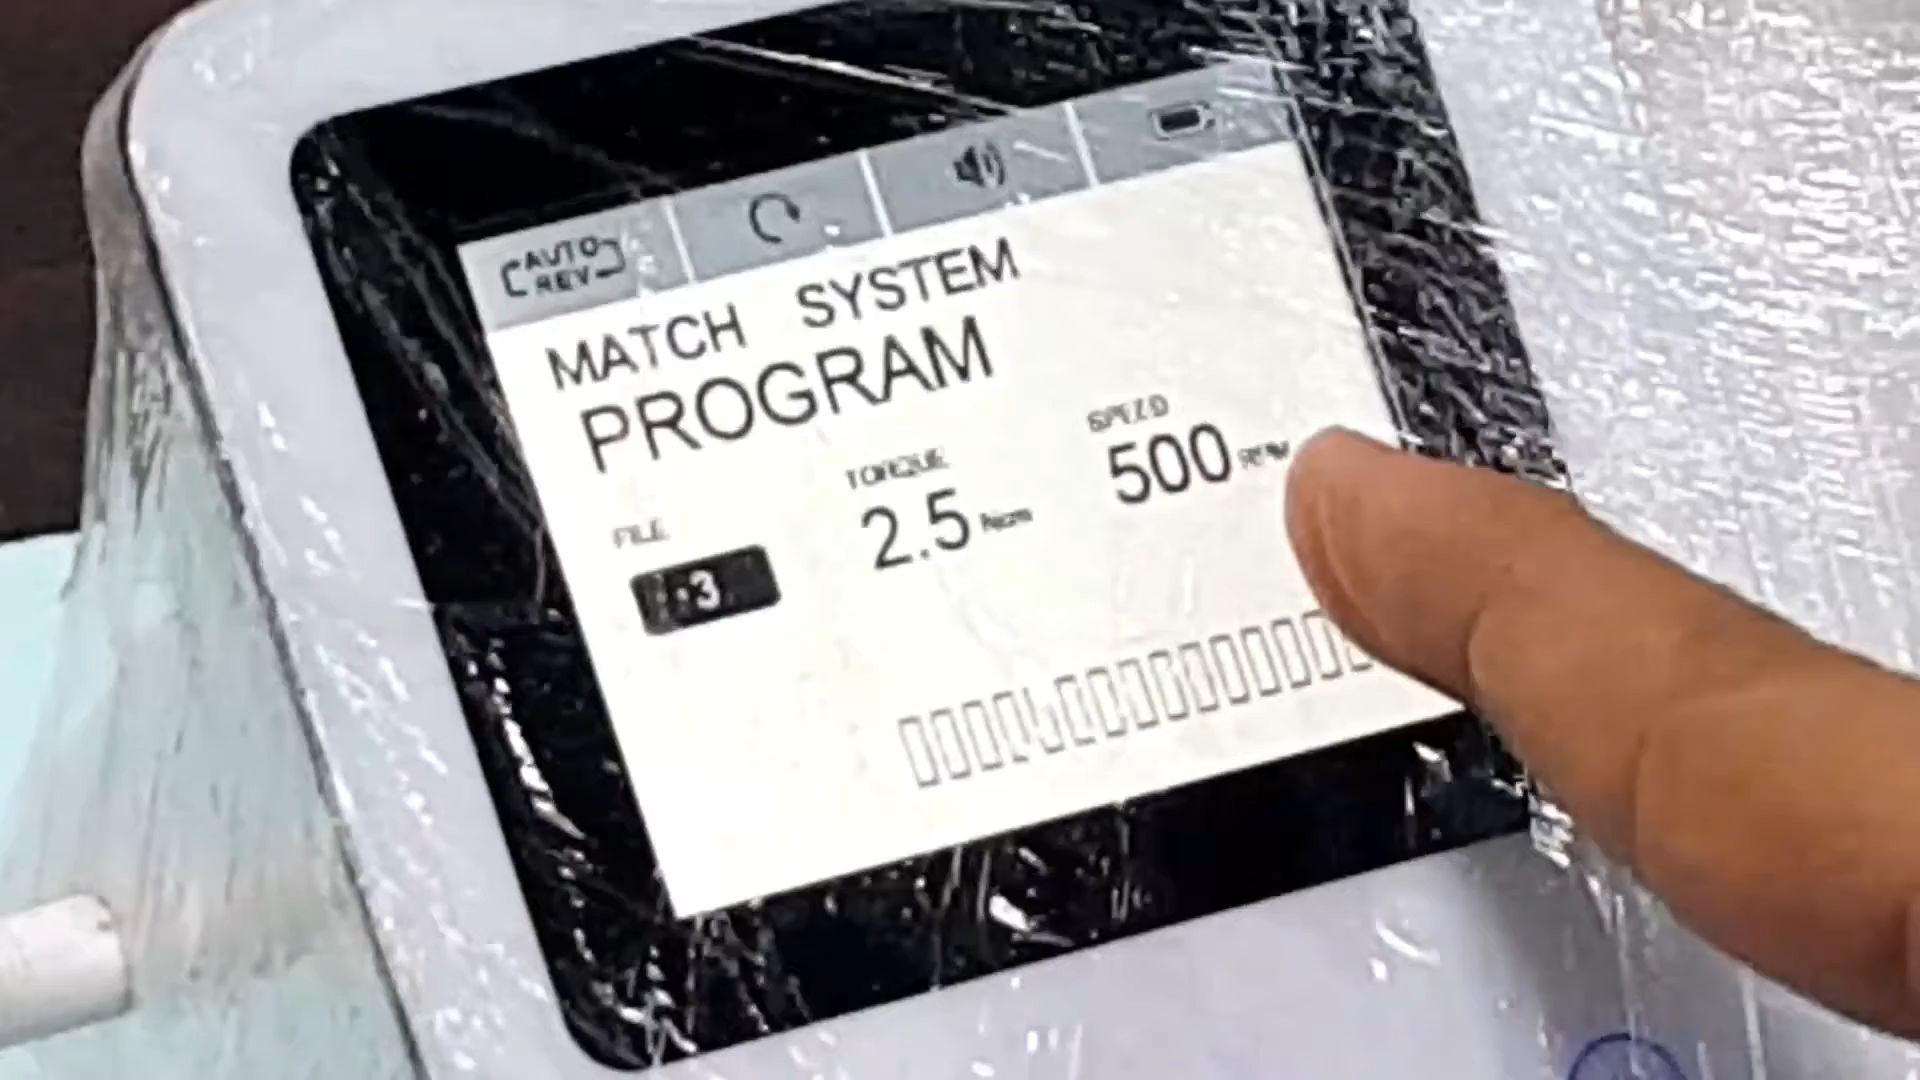 AUTO
REV
MATCH SYSTEM
PROGRAM
FILE TORQUE SPEED
3 2.5 Ncm 500 RPM